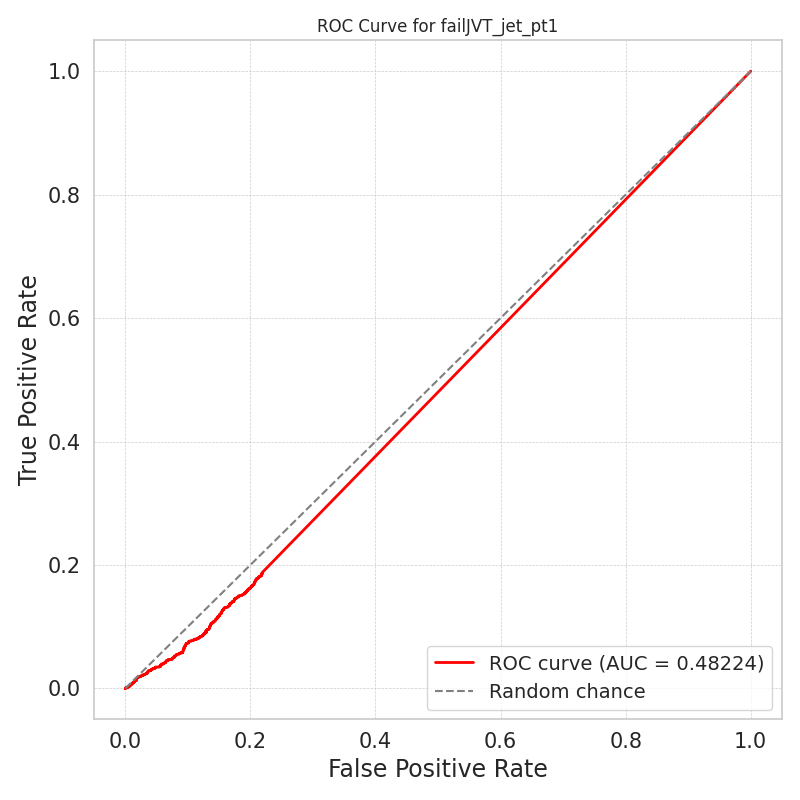 ROC Curve for failJVT_jet_pt1
True Positive Rate
1.0
0.8
0.6
0.4
0.2
0.0
ROC curve (AUC = 0.48224)
Random chance
0.0 0.2 0.4 0.6 0.8 1.0
False Positive Rate